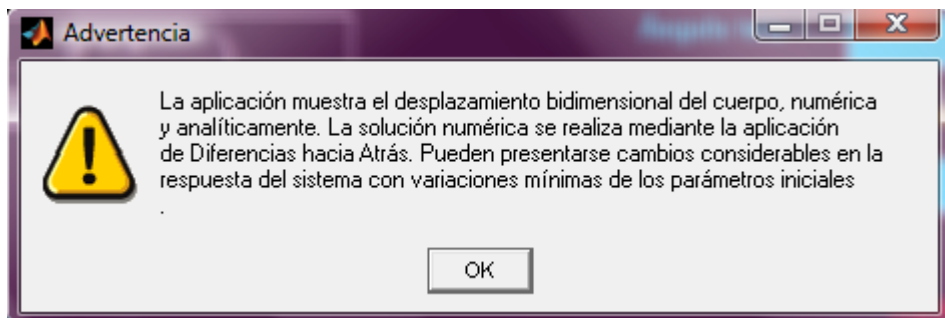 Advertencia
La aplicación muestra el desplazamiento bidimensional del cuerpo, numérica
y analíticamente. La solución numérica se realiza mediante la aplicación
de Diferencias hacia Atrás. Pueden presentarse cambios considerables en la
respuesta del sistema con variaciones mínimas de los parámetros iniciales
.
OK